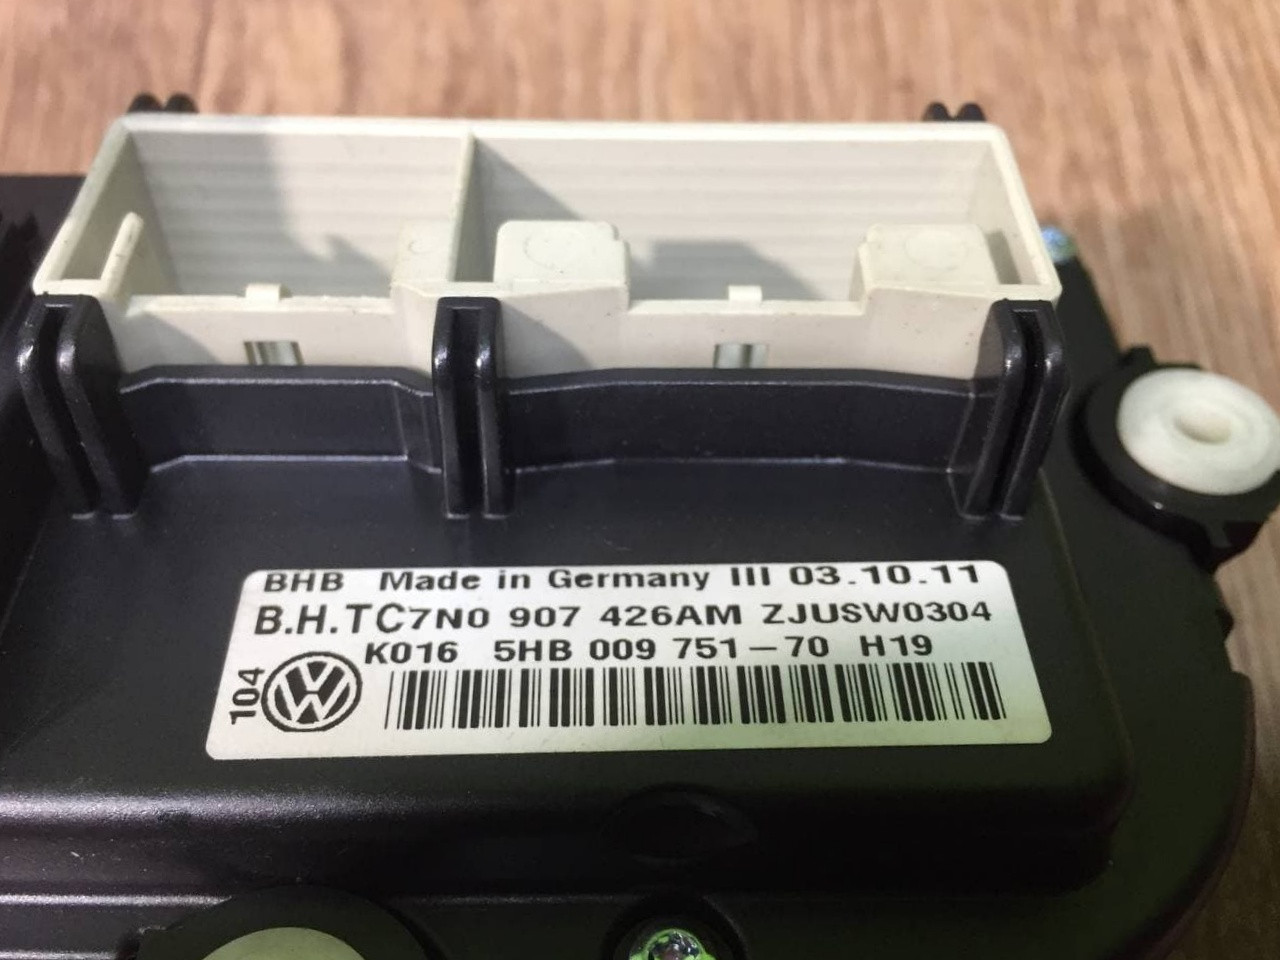 BHB Made in Germany III 03.10.11
B.H.TC7N0 907 426AM ZJUSW0304
K016 5HB 009 751-70 H19
104